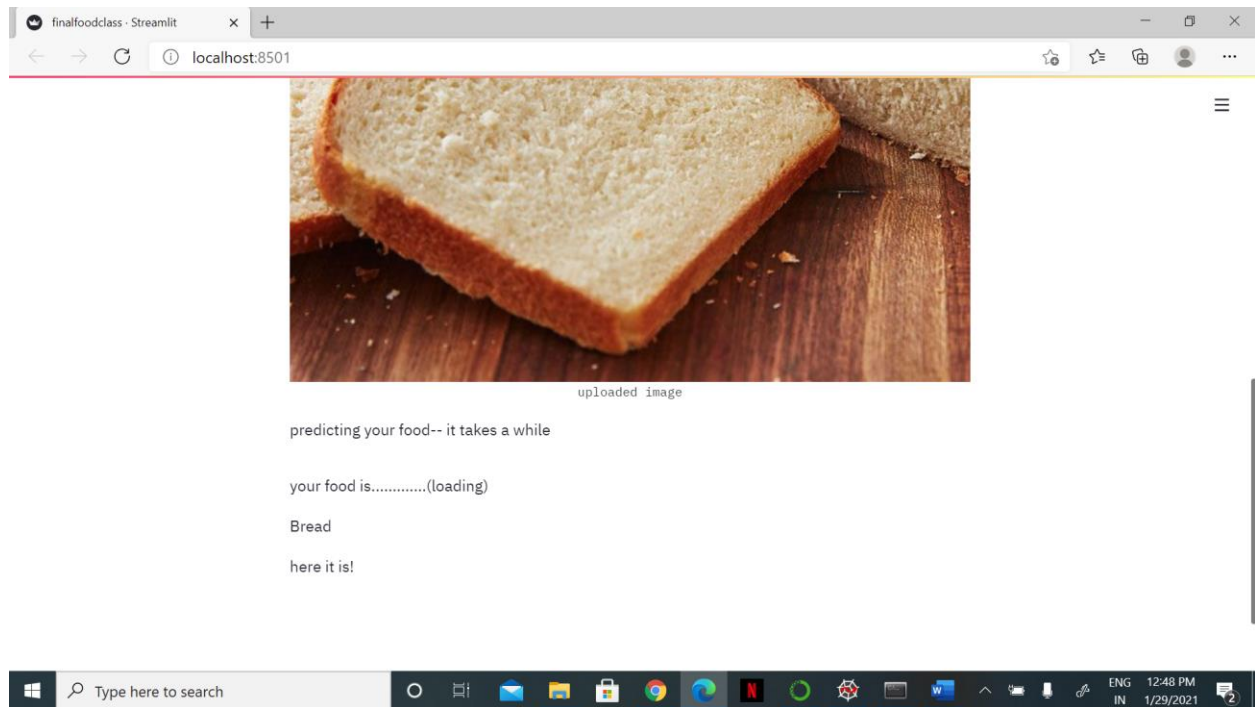 finalfoodclass · Streamlit
localhost:8501
uploaded image
predicting your food-- it takes a while
your food is.............(loading)
Bread
here it is!
Type here to search
N
W
ENG 12:48 PM
IN 1/29/2021
2